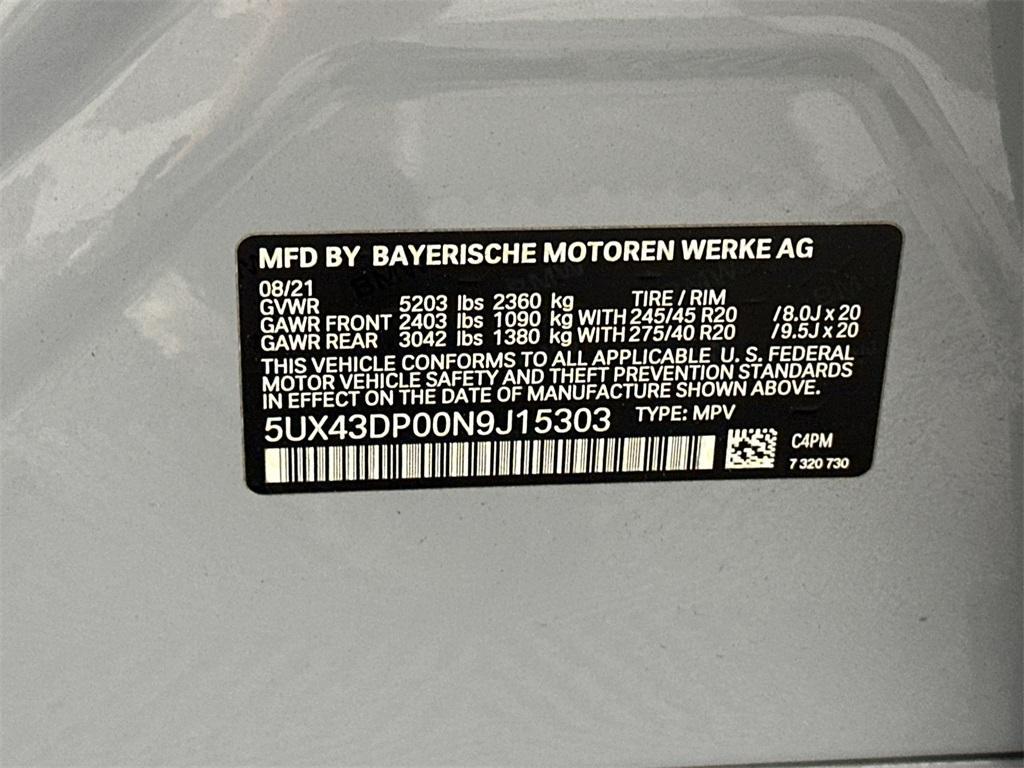 MFD BY BAYERISCHE MOTOREN WERKE AG
08/21
GVWR 5203 lbs 2360 kg TIRE / RIM
GAWR FRONT 2403 lbs 1090 kg WITH 245/45 R20 /8.0J x 20
GAWR REAR 3042 lbs 1380 kg WITH 275/40 R20 /9.5J x 20
THIS VEHICLE CONFORMS TO ALL APPLICABLE U. S. FEDERAL
MOTOR VEHICLE SAFETY AND THEFT PREVENTION STANDARDS
IN EFFECT ON THE DATE OF MANUFACTURE SHOWN ABOVE.
5UX43DP00N9J15303 TYPE: MPV
C4PM
7 320 730